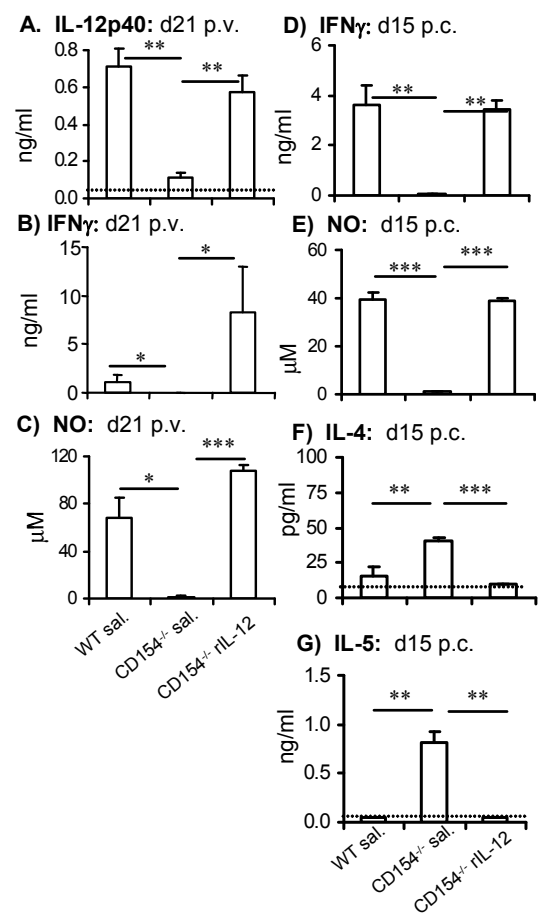 A. IL-12p40: d21 p.v.
0.8
0.6
0.4
0.2
0.0
ng/ml
**
**
B) IFNγ: d21 p.v.
15
10
5
0
ng/ml
*
*
C) NO: d21 p.v.
120
80
40
0
μM
*
***
WT sal.
CD154-/- sal.
CD154-/- rIL-12
D) IFNγ: d15 p.c.
6
4
2
0
ng/ml
**
**
E) NO: d15 p.c.
60
40
20
0
μM
***
***
F) IL-4: d15 p.c.
100
75
50
25
0
pg/ml
**
***
G) IL-5: d15 p.c.
1.5
1.0
0.5
0.0
ng/ml
**
**
WT sal.
CD154-/- sal.
CD154-/- rIL-12